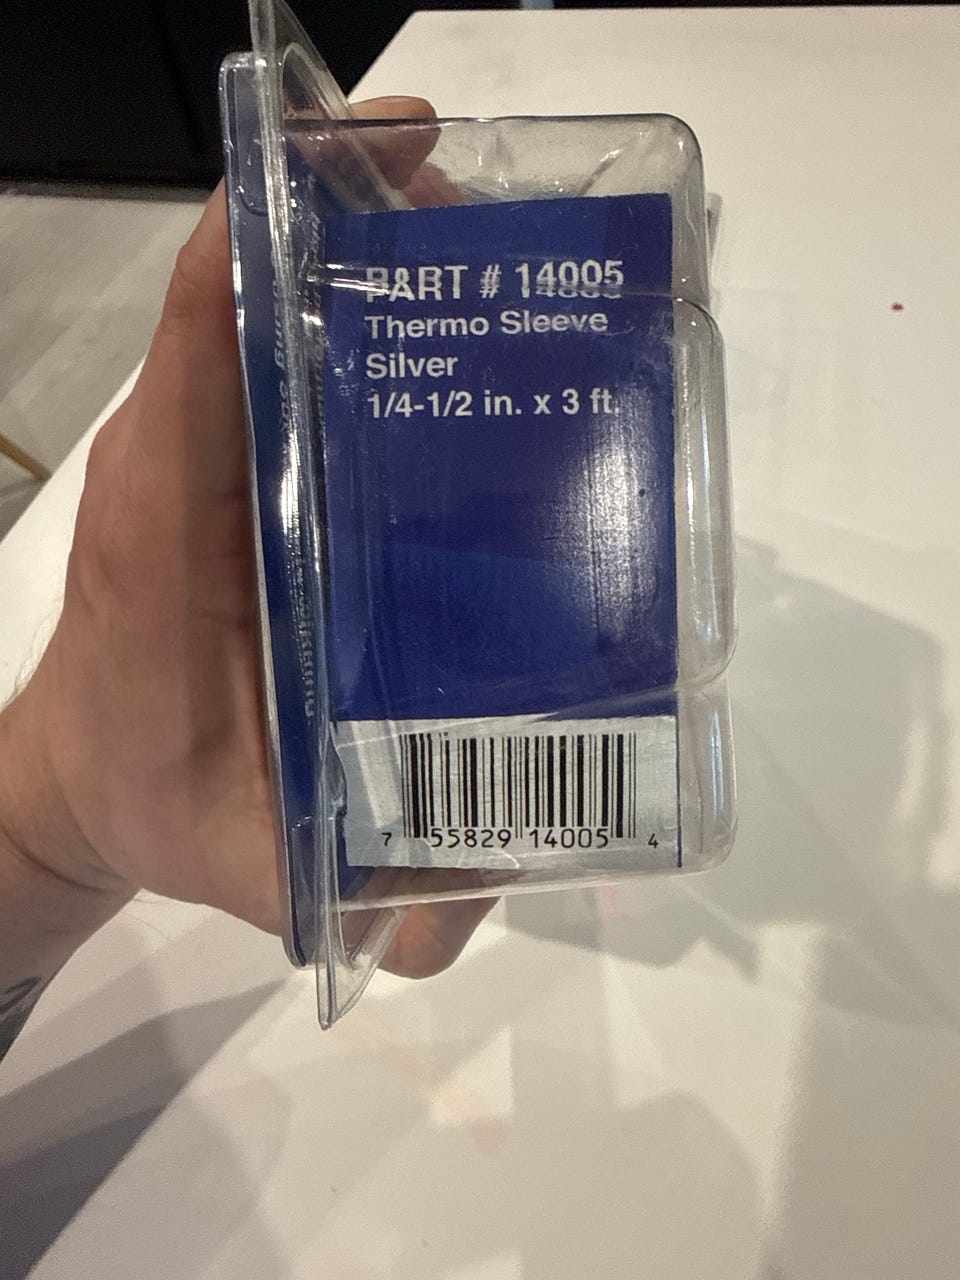 PART # 14005
Thermo Sleeve
Silver
1/4-1/2 in. x 3 ft.
7 55829 14005 4